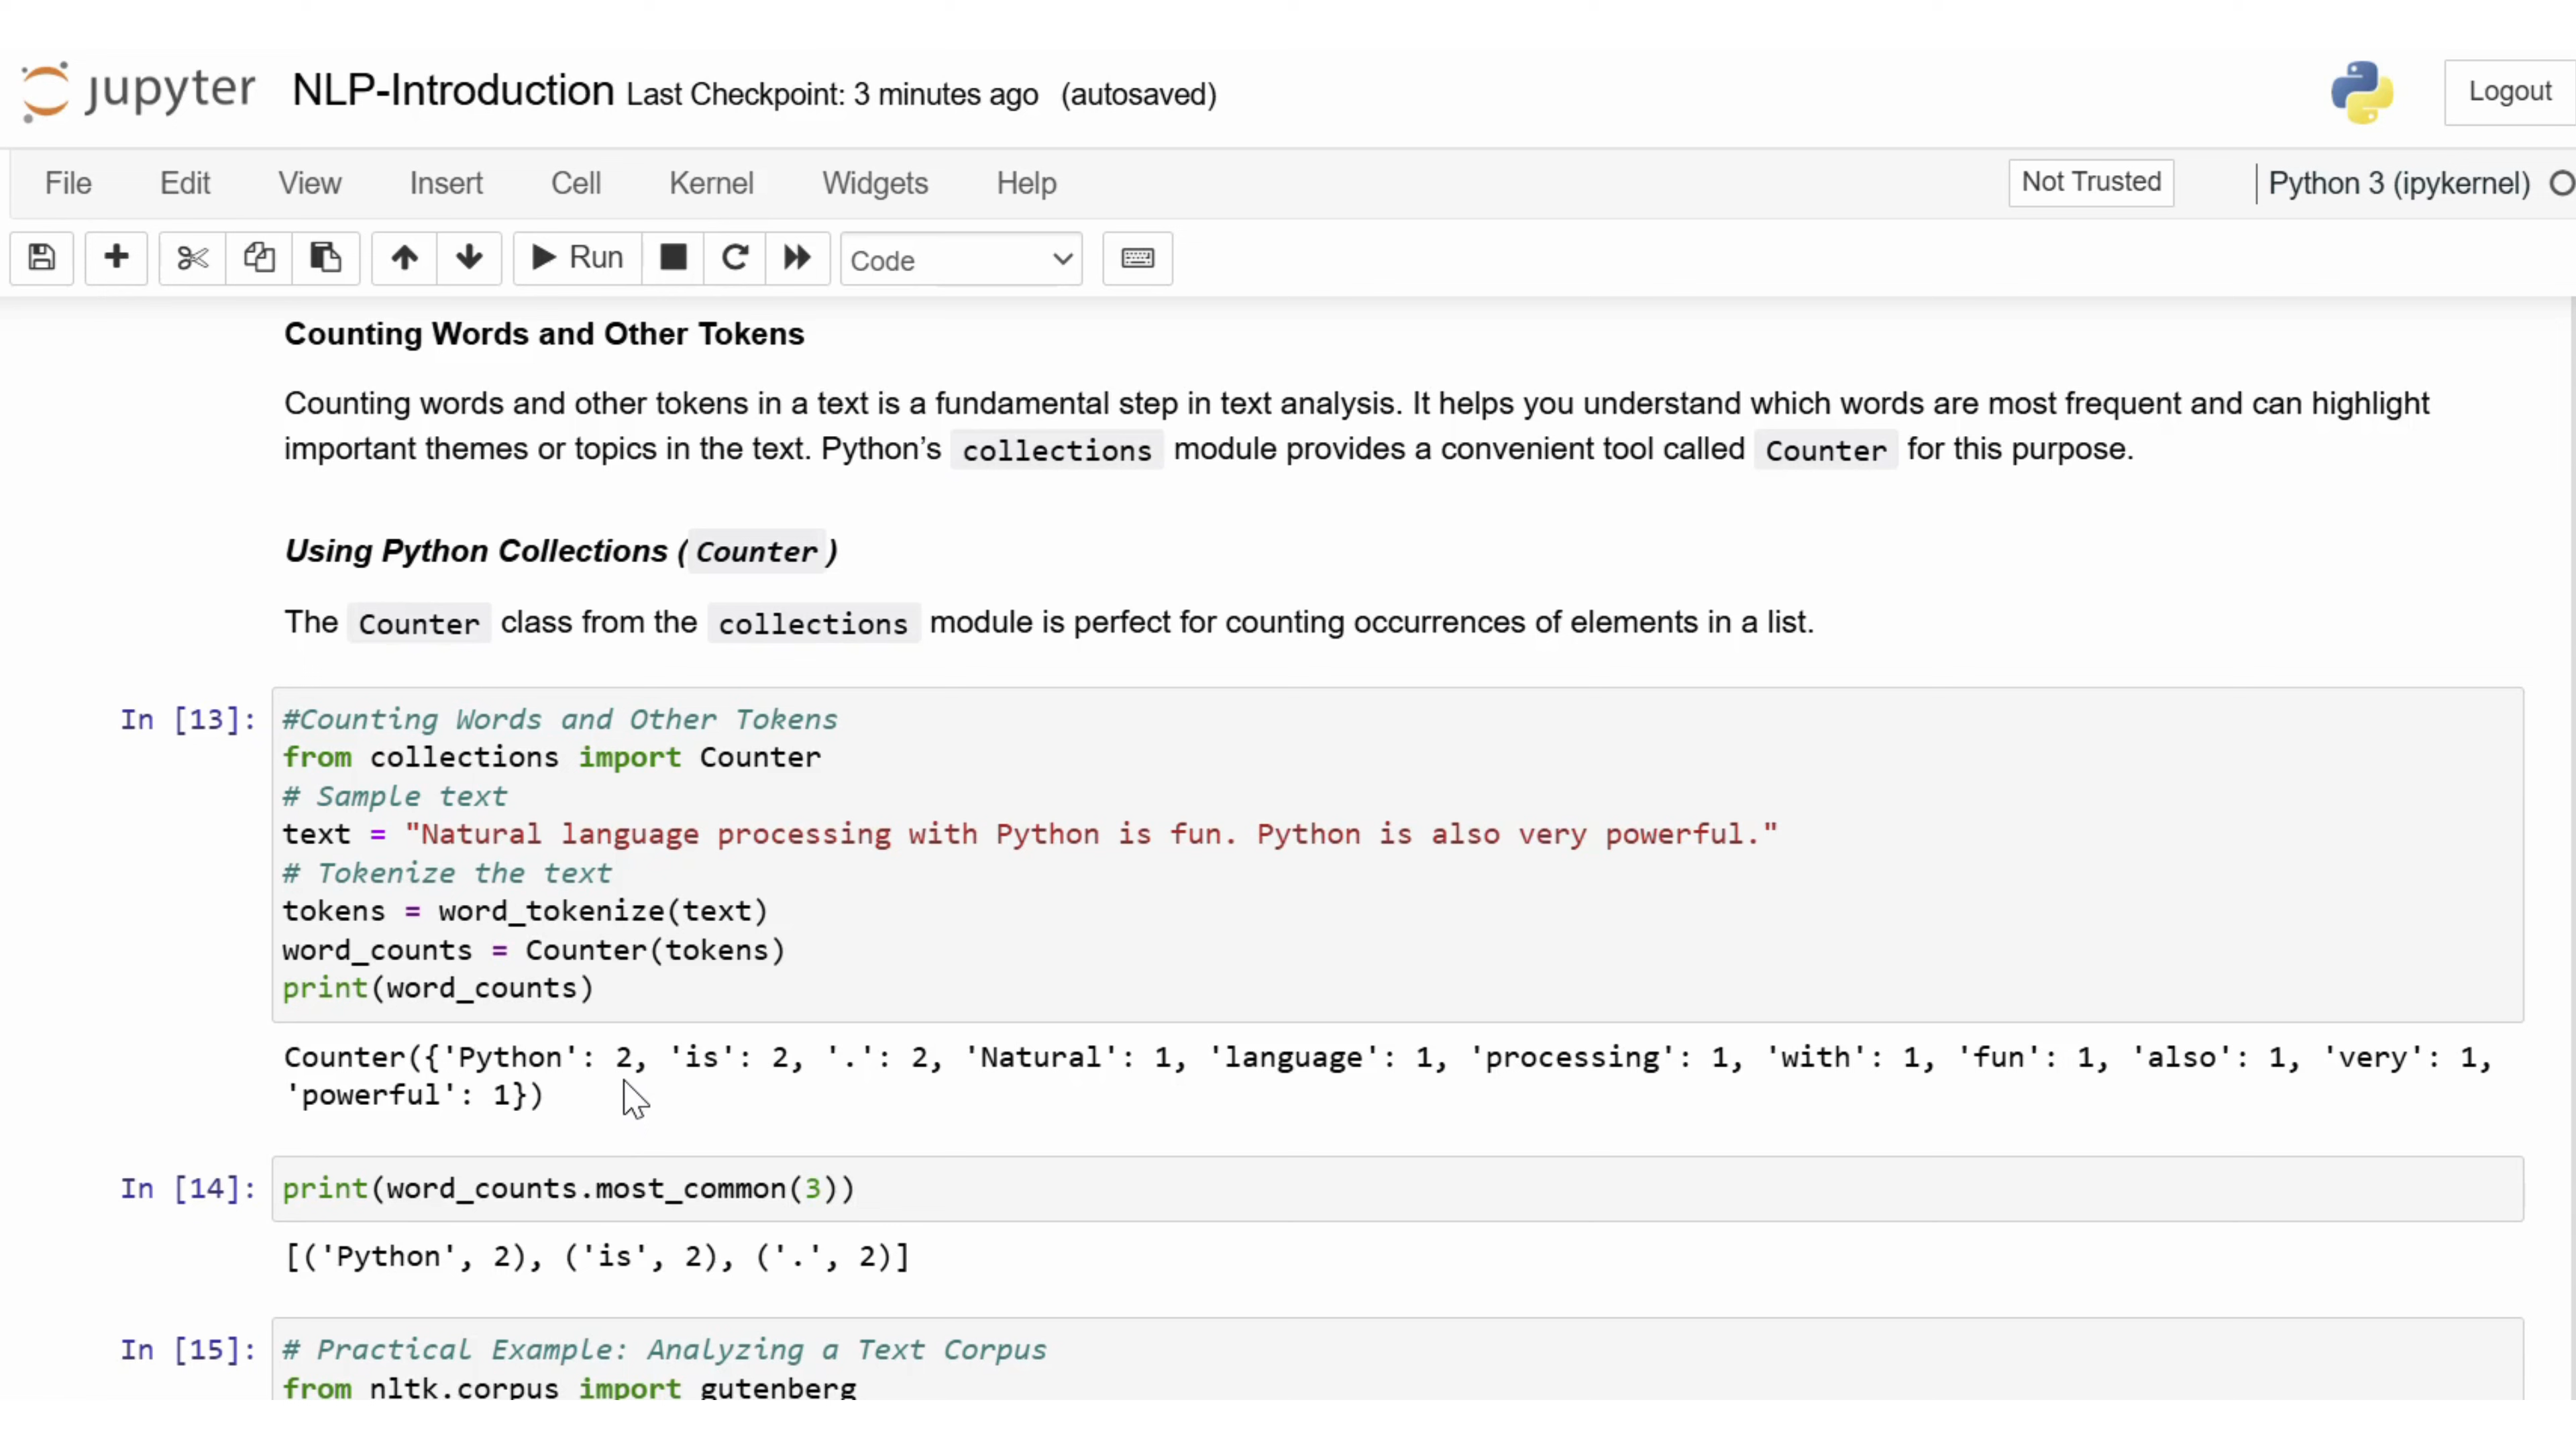 jupyter NLP-Introduction Last Checkpoint: 3 minutes ago (autosaved) Logout
File Edit View Insert Cell Kernel Widgets Help Not Trusted Python 3 (ipykernel)
Run Code
Counting Words and Other Tokens
Counting words and other tokens in a text is a fundamental step in text analysis. It helps you understand which words are most frequent and can highlight
important themes or topics in the text. Python’s collections module provides a convenient tool called Counter for this purpose.
Using Python Collections (Counter)
The Counter class from the collections module is perfect for counting occurrences of elements in a list.
In [13]: #Counting Words and Other Tokens
from collections import Counter
# Sample text
text = "Natural language processing with Python is fun. Python is also very powerful."
# Tokenize the text
tokens = word_tokenize(text)
word_counts = Counter(tokens)
print(word_counts)
Counter({'Python': 2, 'is': 2, '.': 2, 'Natural': 1, 'language': 1, 'processing': 1, 'with': 1, 'fun': 1, 'also': 1, 'very': 1,
'powerful': 1})
In [14]: print(word_counts.most_common(3))
[('Python', 2), ('is', 2), ('.', 2)]
In [15]: # Practical Example: Analyzing a Text Corpus
from nltk.corpus import gutenberg